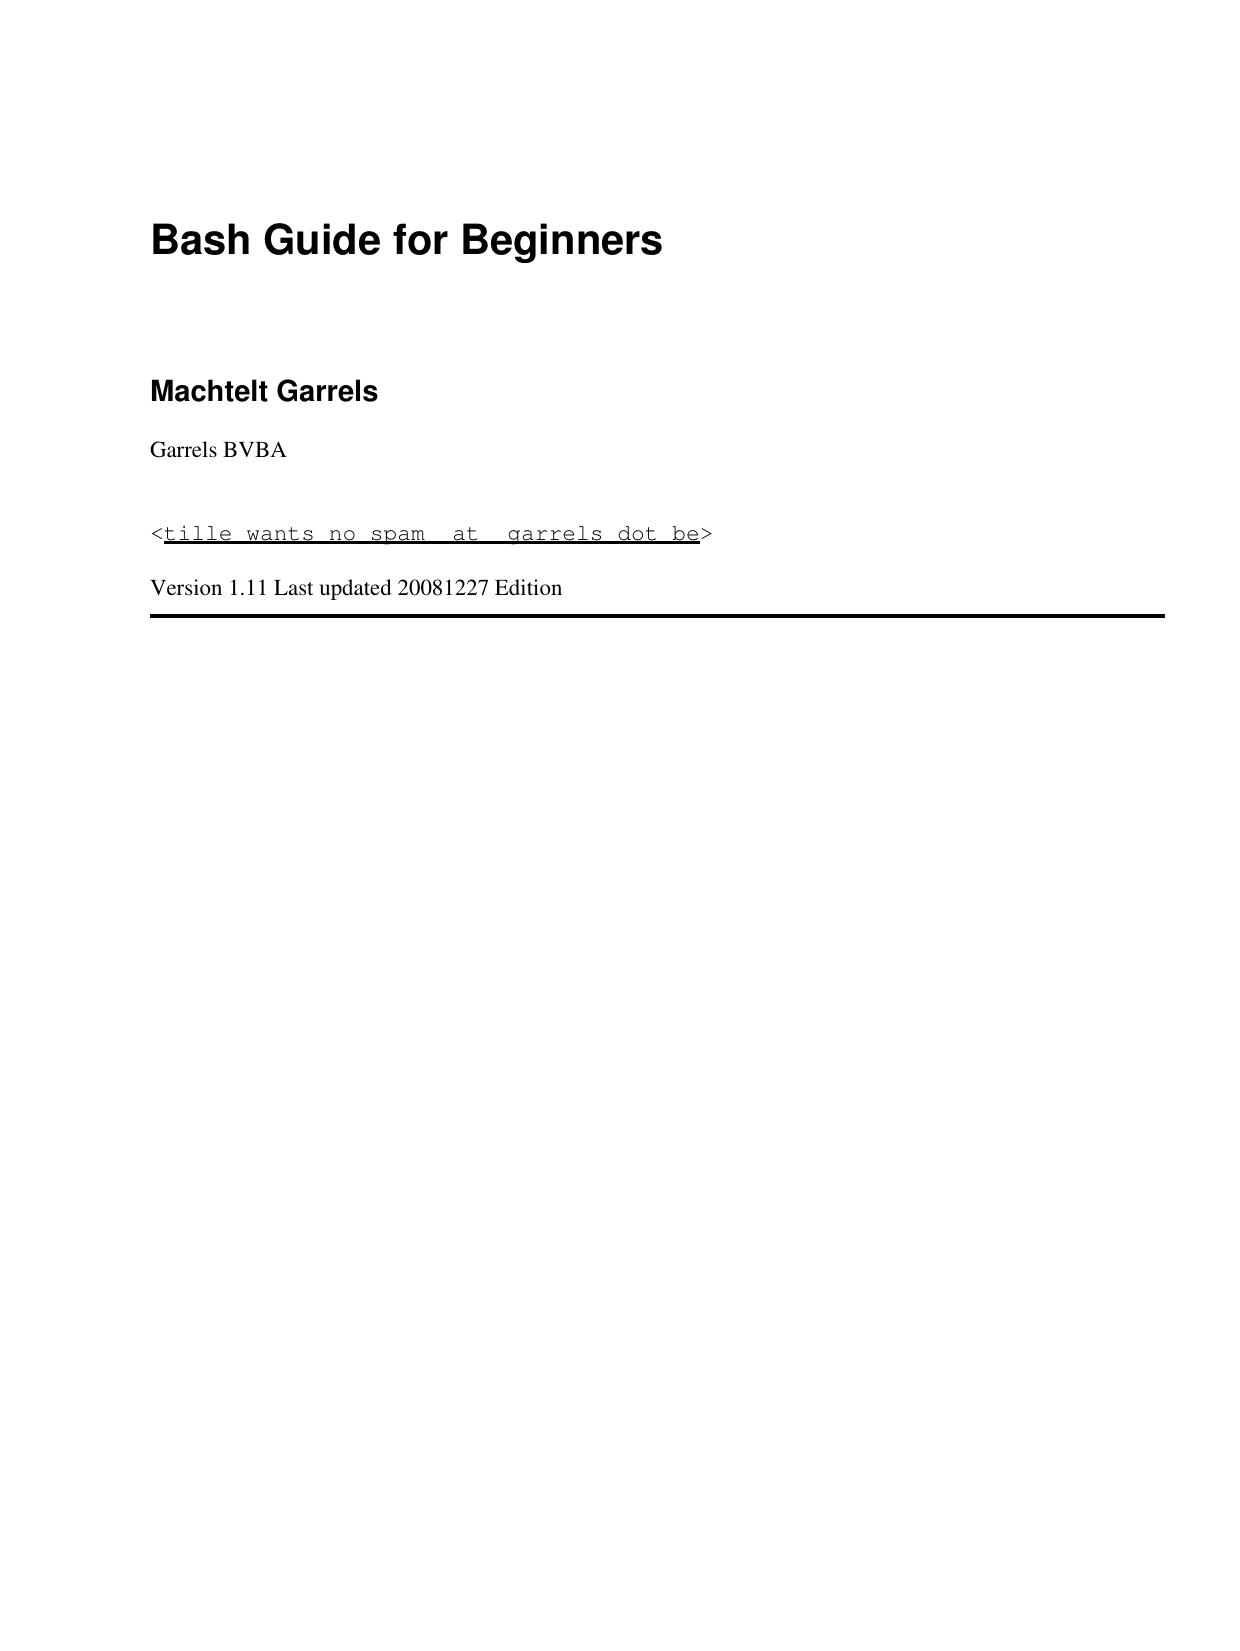 Bash Guide for Beginners
Machtelt Garrels
Garrels BVBA
<tille wants no spam _at_ garrels dot be>
Version 1.11 Last updated 20081227 Edition